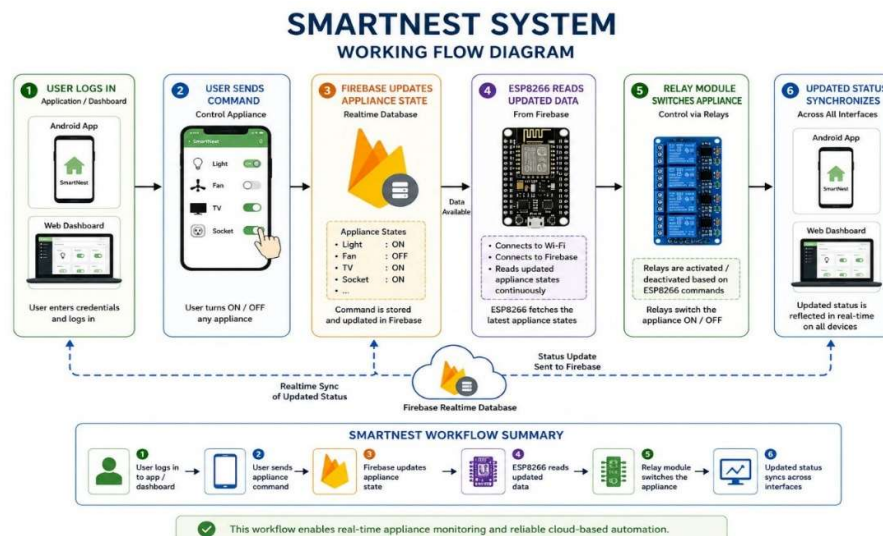 SMARTNEST SYSTEM
WORKING FLOW DIAGRAM
1 USER LOGS IN
Application / Dashboard
Android App
SmartNest
Web Dashboard
User enters credentials
and logs in
2 USER SENDS
COMMAND
Control Appliance
SmartNest
Light
Fan
TV
Socket
User turns ON / OFF
any appliance
3 FIREBASE UPDATES
APPLIANCE STATE
Realtime Database
Appliance States
• Light : ON
• Fan : OFF
• TV : ON
• Socket : ON
• ...
Command is stored
and updated in Firebase
Data
Available
4 ESP8266 READS
UPDATED DATA
From Firebase
• Connects to Wi-Fi
• Connects to Firebase
• Reads updated
appliance states
continuously
ESP8266 fetches the
latest appliance states
5 RELAY MODULE
SWITCHES APPLIANCE
Control via Relays
Relays are activated /
deactivated based on
ESP8266 commands
Relays switch the
appliance ON / OFF
6 UPDATED STATUS
SYNCHRONIZES
Across All Interfaces
Android App
SmartNest
Web Dashboard
Updated status is
reflected in real-time
on all devices
Realtime Sync
of Updated Status
Firebase Realtime Database
Status Update
Sent to Firebase
SMARTNEST WORKFLOW SUMMARY
1
User logs in
to app /
dashboard
2
User sends
appliance
command
3
Firebase updates
appliance
state
4
ESP8266 reads
updated
data
5
Relay module
switches the
appliance
6
Updated status
syncs across
interfaces
This workflow enables real-time appliance monitoring and reliable cloud-based automation.